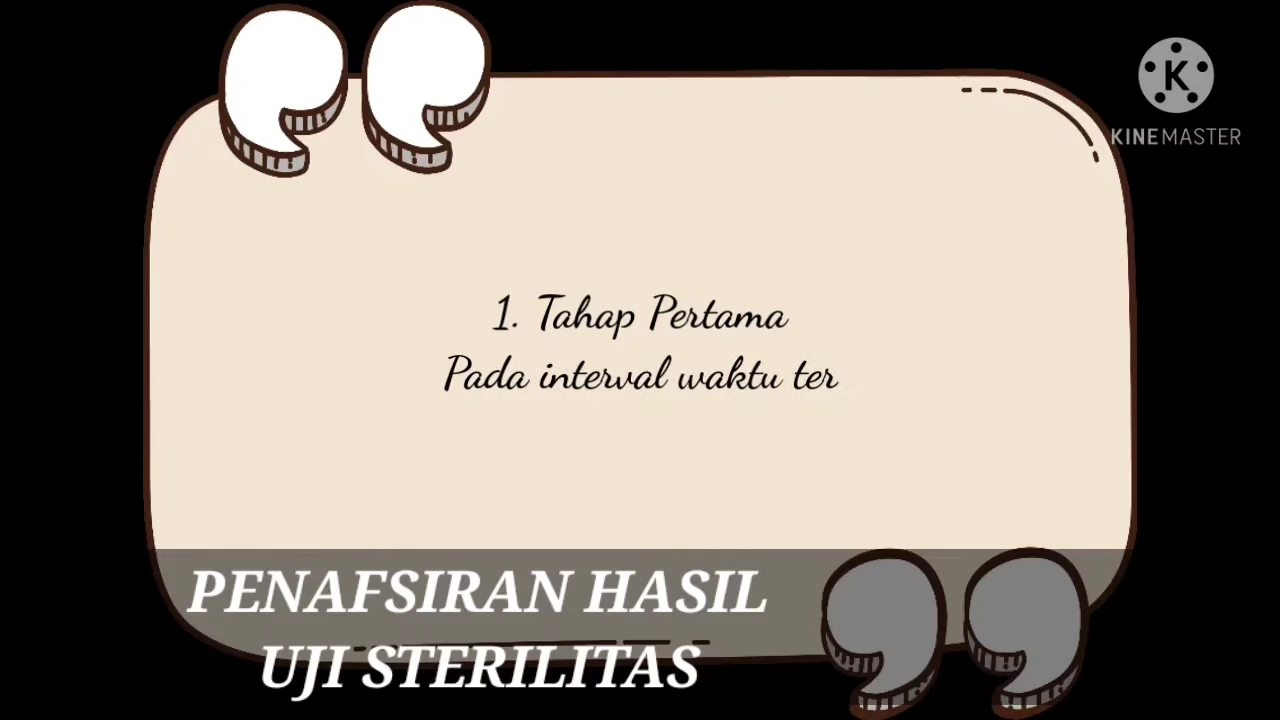 KINEMASTER
1. Tahap Pertama
Pada interval waktu ter
PENAFSIRAN HASIL
UJI STERILITAS